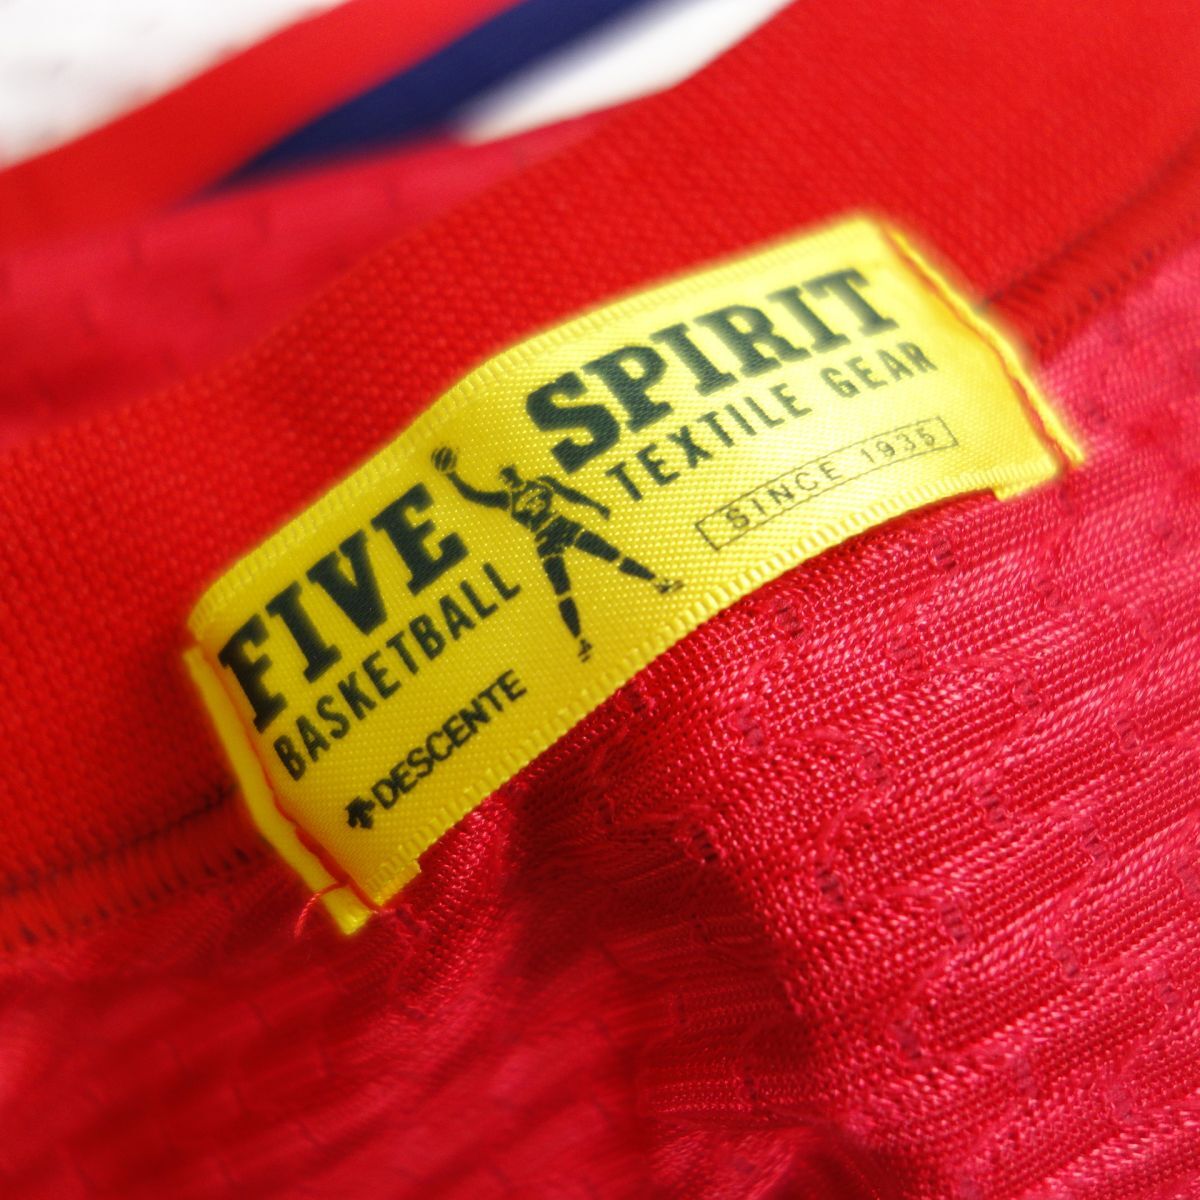 FIVE SPIRIT
BASKETBALL TEXTILE GEAR
DESCENTE SINCE 1935